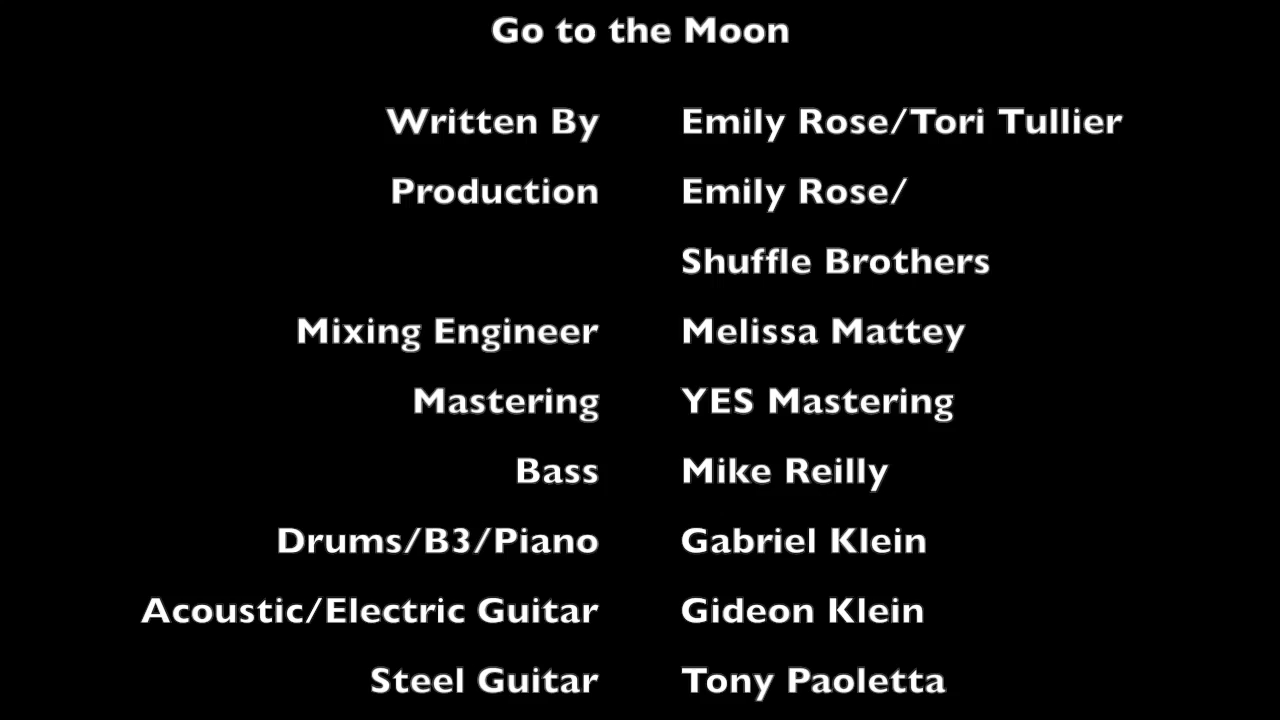 Go to the Moon
Written By Emily Rose/Tori Tullier
Production Emily Rose/
Shuffle Brothers
Mixing Engineer Melissa Mattey
Mastering YES Mastering
Bass Mike Reilly
Drums/B3/Piano Gabriel Klein
Acoustic/Electric Guitar Gideon Klein
Steel Guitar Tony Paoletta